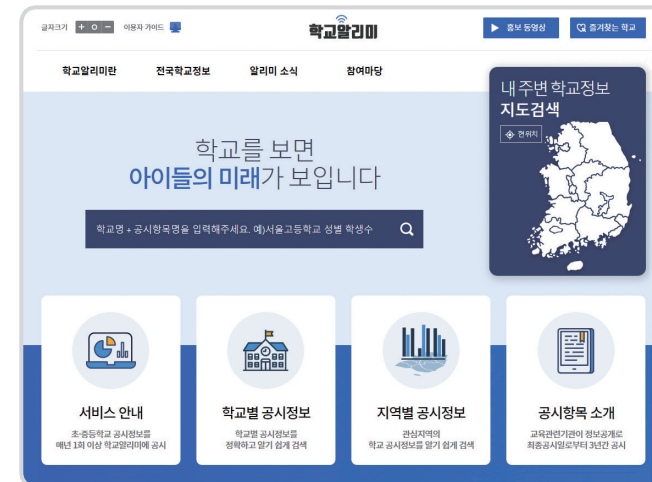 글자크기 + O - 이용자 가이드
학교알리미
홍보 동영상
즐겨찾는 학교
학교알리미란 전국학교정보 알리미 소식 참여마당
내 주변 학교정보
지도검색
현위치
학교를 보면
아이들의 미래가 보입니다
학교명 + 공시항목명을 입력해주세요. 예)서울고등학교 성별 학생수
서비스 안내
초·중등학교 공시정보를
매년 1회 이상 학교알리미에 공시
학교별 공시정보
학교별 공시정보를
정확하고 알기 쉽게 검색
지역별 공시정보
관심지역의
학교 공시정보를 알기 쉽게 검색
공시항목 소개
교육관련기관이 정보공개로
최종공시일로부터 3년간 공시